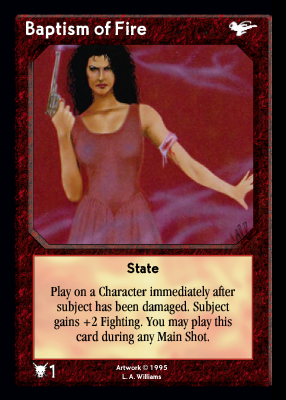 Baptism of Fire
State
Play on a Character immediately after
subject has been damaged. Subject
gains +2 Fighting. You may play this
card during any Main Shot.
1
Artwork © 1995
L. A. Williams